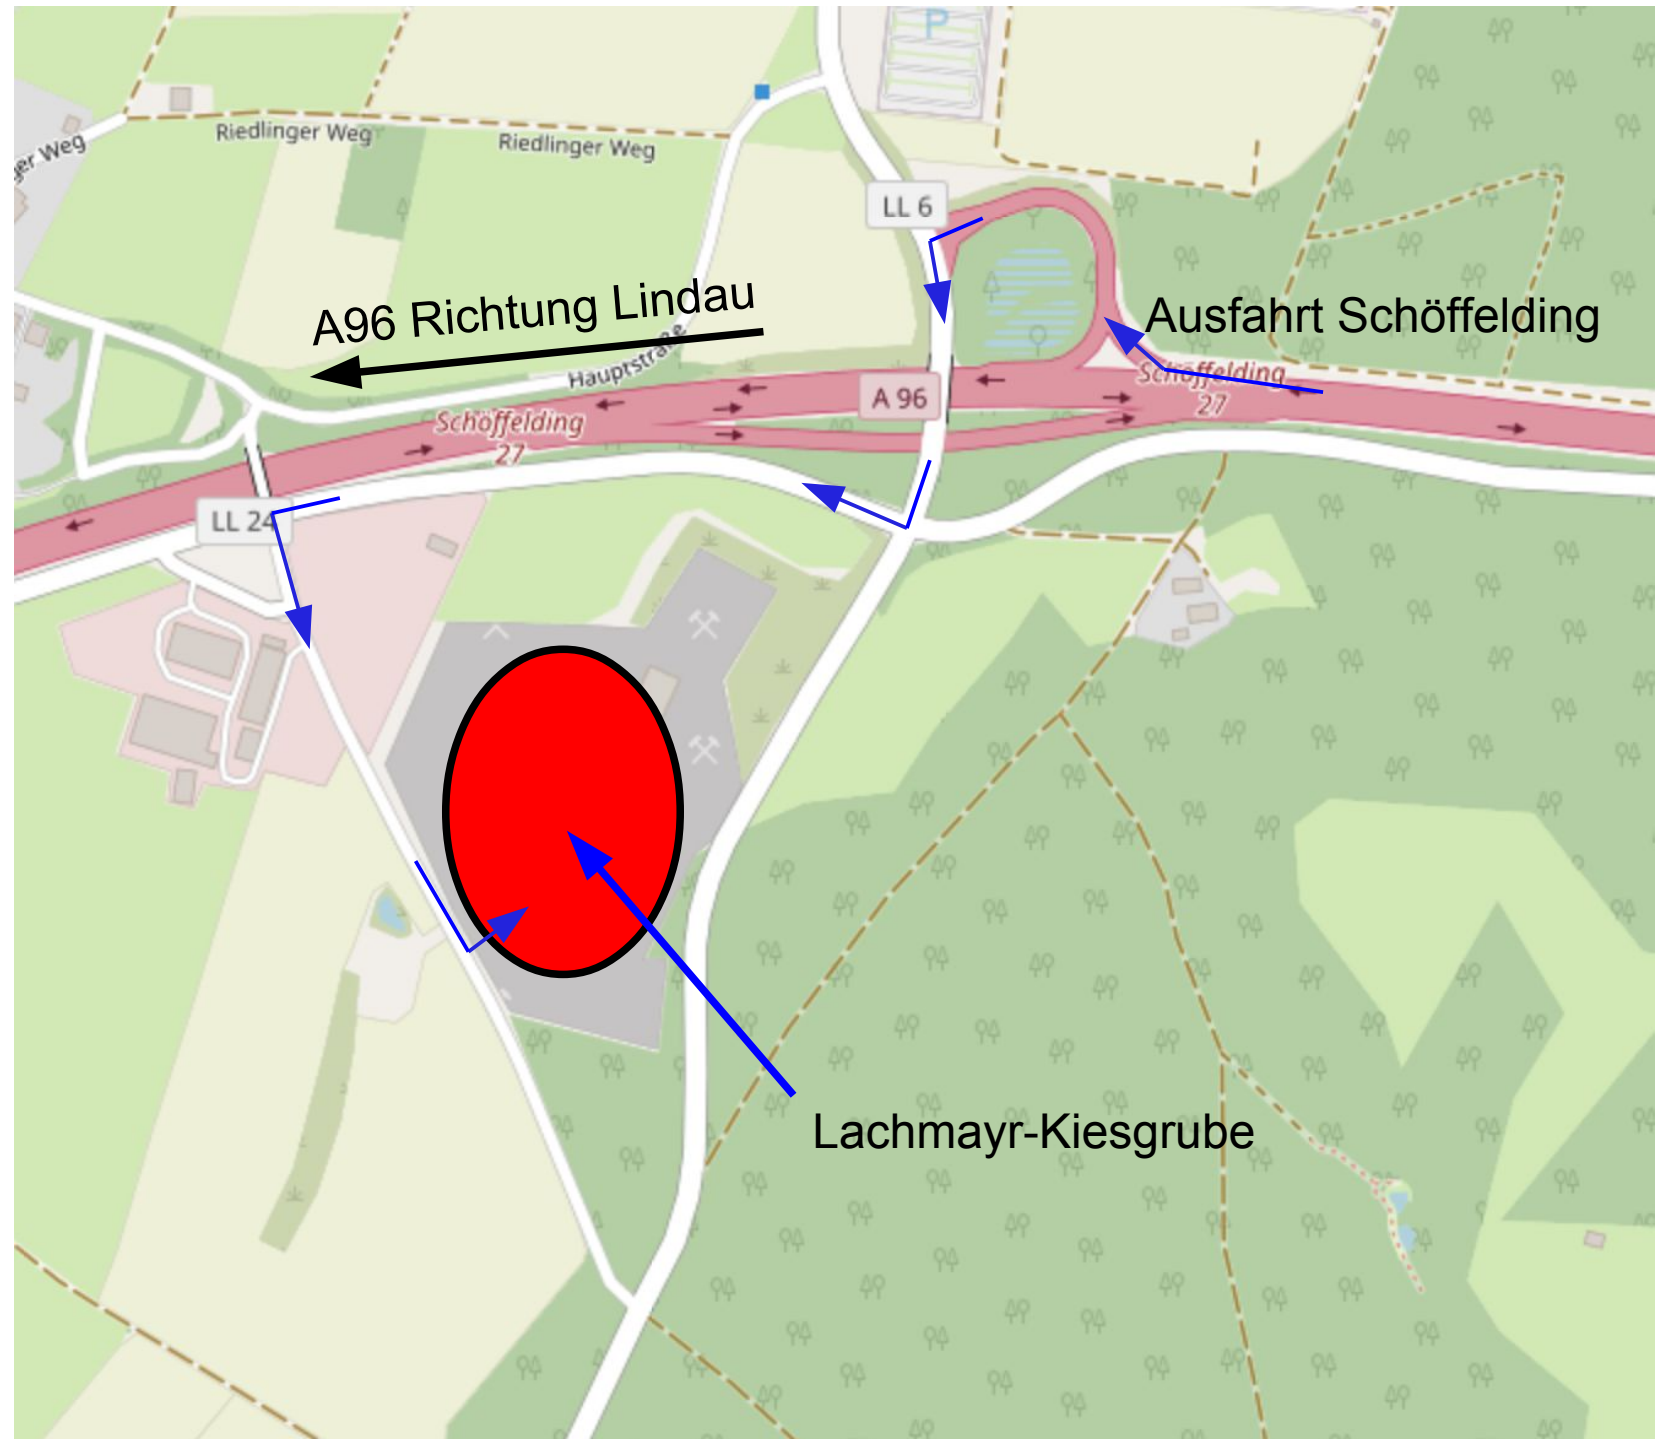 P
Riedlinger Weg
Riedlinger Weg
ger Weg
LL 6
A96 Richtung Lindau
Ausfahrt Schöffelding
Hauptstraße
Schöffelding
27
A 96
Schöffelding
27
LL 24
Lachmayr-Kiesgrube